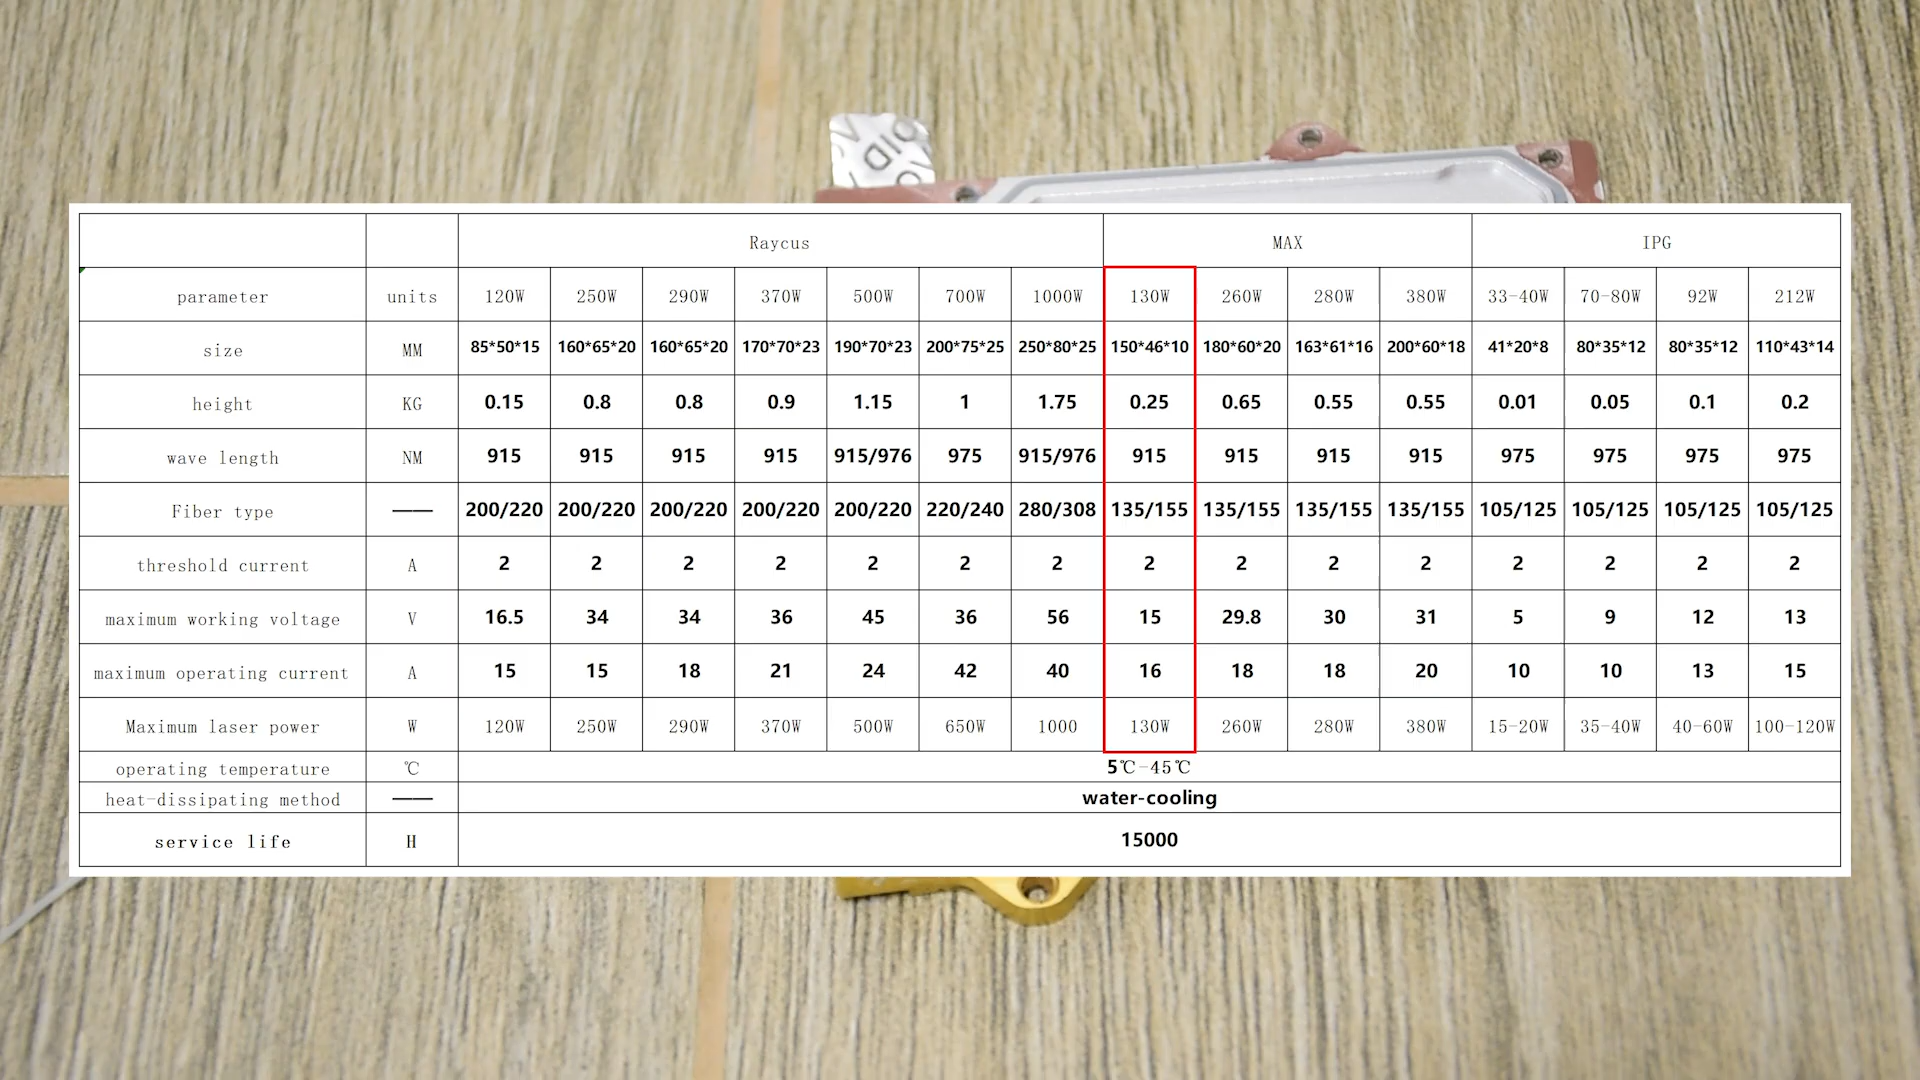 OID
Raycus MAX IPG
parameter units 120W 250W 290W 370W 500W 700W 1000W 130W 260W 280W 380W 33-40W 70-80W 92W 212W
size MM 85*50*15 160*65*20 160*65*20 170*70*23 190*70*23 200*75*25 250*80*25 150*46*10 180*60*20 163*61*16 200*60*18 41*20*8 80*35*12 80*35*12 110*43*14
height KG 0.15 0.8 0.8 0.9 1.15 1 1.75 0.25 0.65 0.55 0.55 0.01 0.05 0.1 0.2
wave length NM 915 915 915 915 915/976 975 915/976 915 915 915 915 975 975 975 975
Fiber type —— 200/220 200/220 200/220 200/220 200/220 220/240 280/308 135/155 135/155 135/155 135/155 105/125 105/125 105/125 105/125
threshold current A 2 2 2 2 2 2 2 2 2 2 2 2 2 2 2
maximum working voltage V 16.5 34 34 36 45 36 56 15 29.8 30 31 5 9 12 13
maximum operating current A 15 15 18 21 24 42 40 16 18 18 20 10 10 13 15
Maximum laser power W 120W 250W 290W 370W 500W 650W 1000 130W 260W 280W 380W 15-20W 35-40W 40-60W 100-120W
operating temperature ℃ 5℃-45℃
heat-dissipating method —— water-cooling
service life H 15000